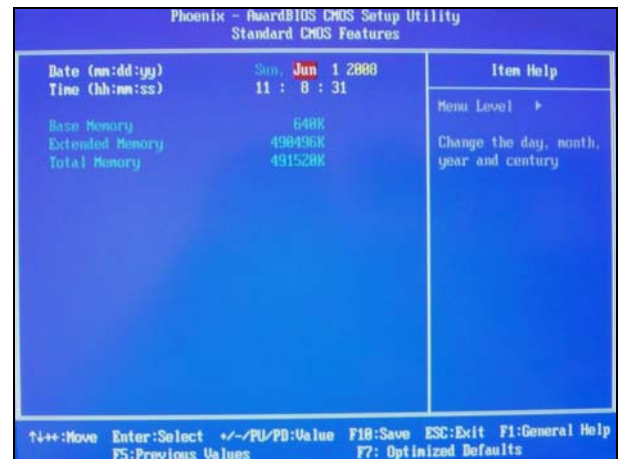 Phoenix - AwardBIOS CMOS Setup Utility
Standard CMOS Features
Date (mm:dd:yy) Sun, Jun 1 2008
Time (hh:mm:ss) 11 : 8 : 31
Base Memory 640K
Extended Memory 490496K
Total Memory 491520K
Item Help
Menu Level ▸
Change the day, month,
year and century
↑↓→←:Move Enter:Select +/-/PU/PD:Value F10:Save ESC:Exit F1:General Help
F5:Previous Values F7: Optimized Defaults